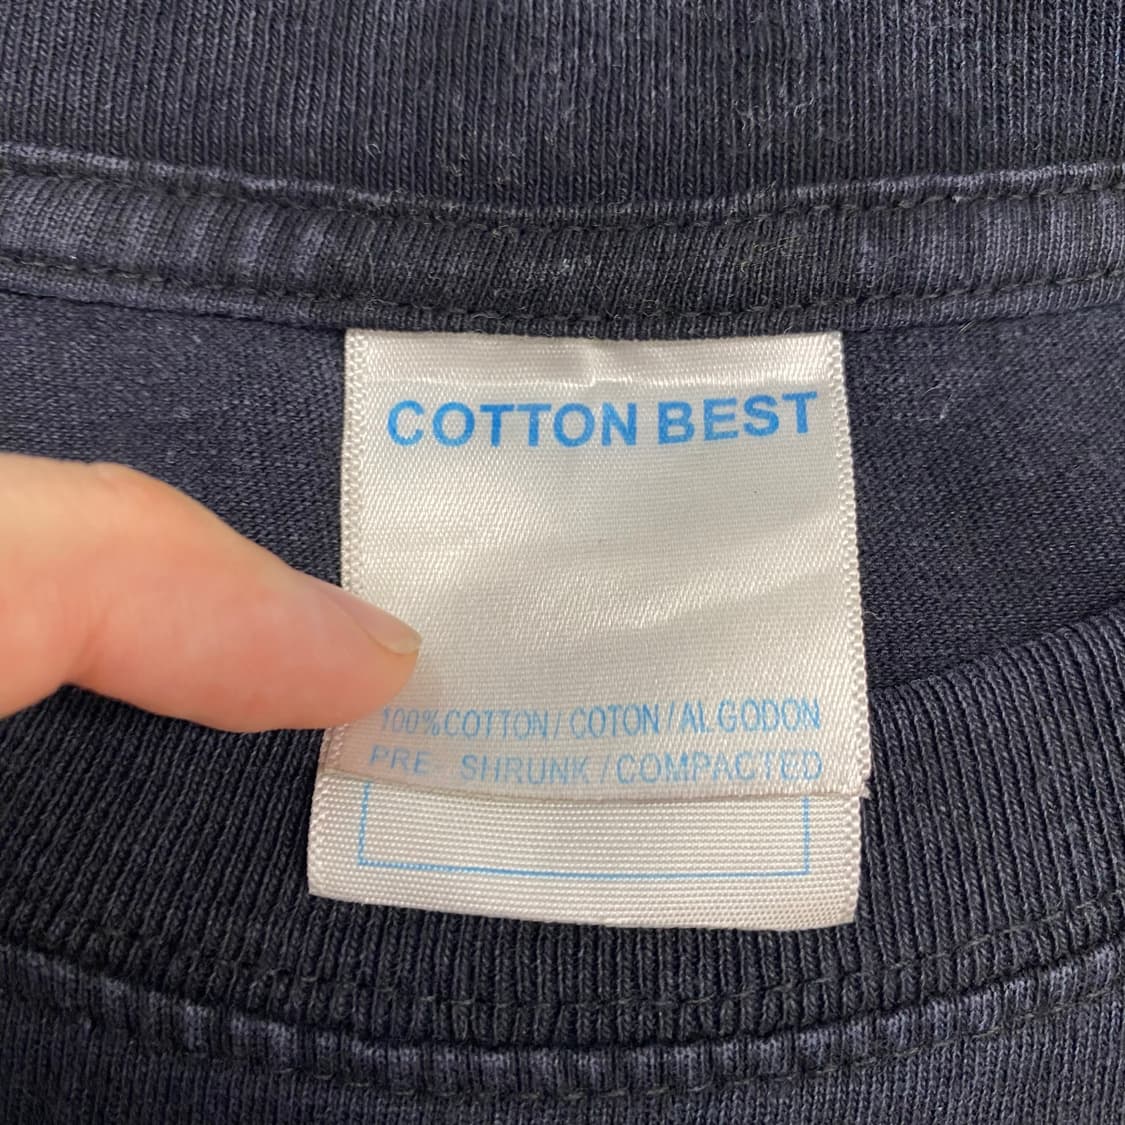 COTTON BEST
100%COTTON/COTON/ALGODON
PRE SHRUNK/COMPACTED